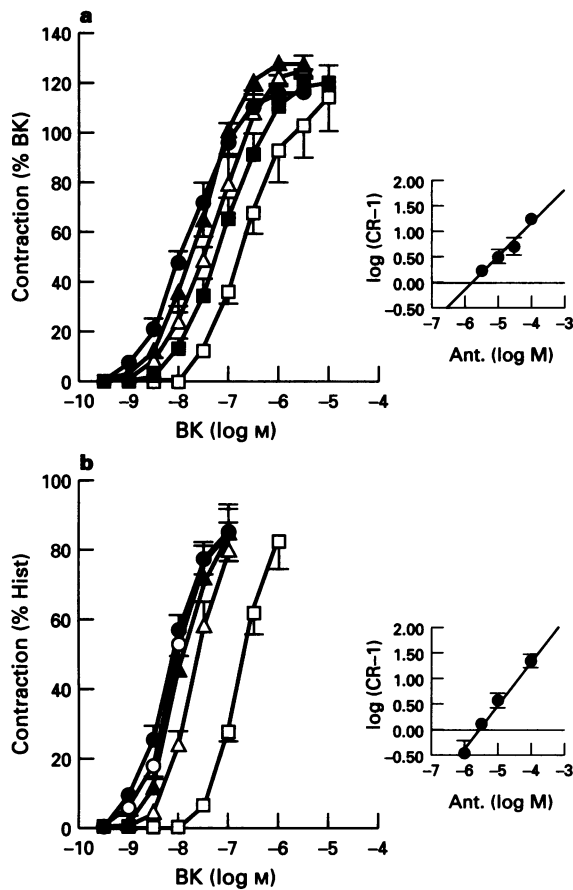 a
140
120
100
80
60
40
20
0
Contraction (% BK)
−10 −9 −8 −7 −6 −5 −4
BK (log M)
2.00
1.50
1.00
0.50
0.00
−0.50
log (CR−1)
−7 −6 −5 −4 −3
Ant. (log M)
b
100
80
60
40
20
0
Contraction (% Hist)
−10 −9 −8 −7 −6 −5 −4
BK (log M)
2.00
1.50
1.00
0.50
0.00
−0.50
log (CR−1)
−7 −6 −5 −4 −3
Ant. (log M)